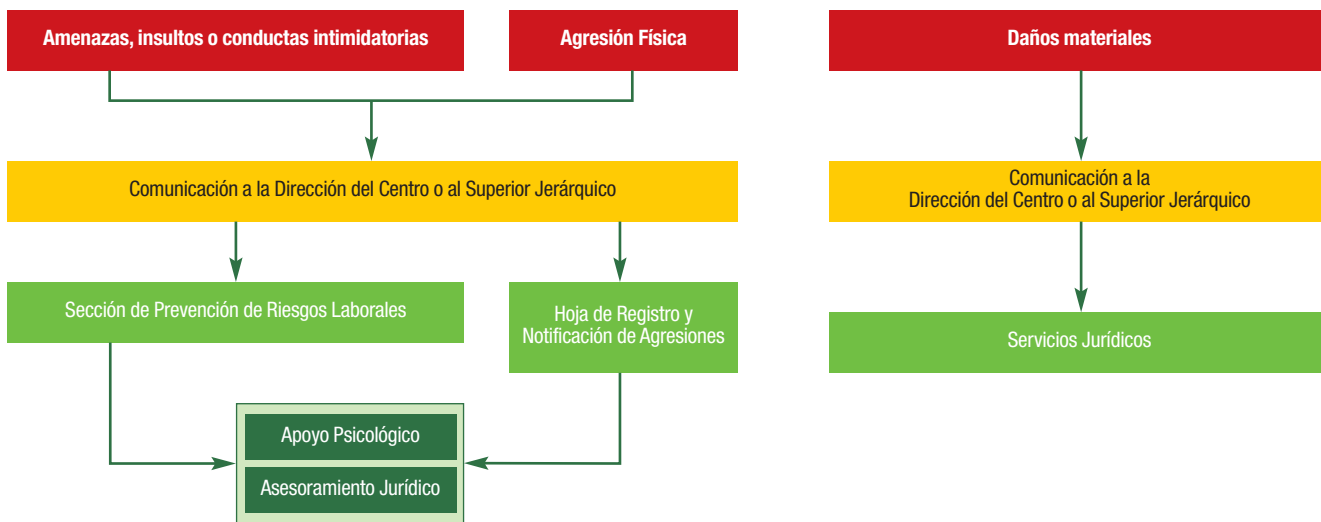 Amenazas, insultos o conductas intimidatorias
Agresión Física
Comunicación a la Dirección del Centro o al Superior Jerárquico
Sección de Prevención de Riesgos Laborales
Hoja de Registro y
Notificación de Agresiones
Apoyo Psicológico
Asesoramiento Jurídico
Daños materiales
Comunicación a la
Dirección del Centro o al Superior Jerárquico
Servicios Jurídicos